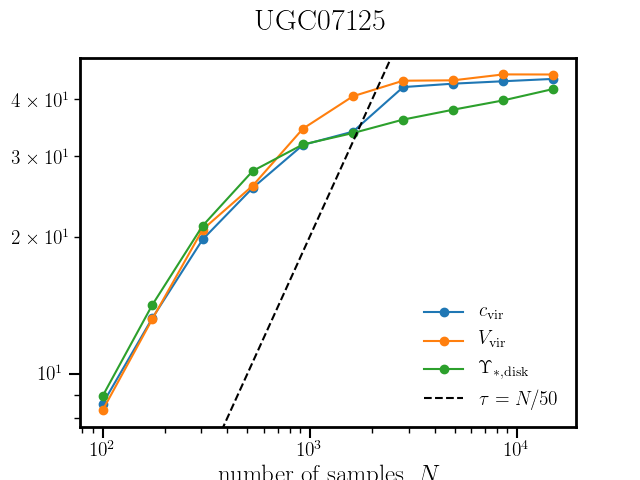 UGC07125
4 × 10¹
3 × 10¹
2 × 10¹
10¹
10² 10³ 10⁴
c_vir
V_vir
Υ_*,disk
τ = N/50
number of samples, N